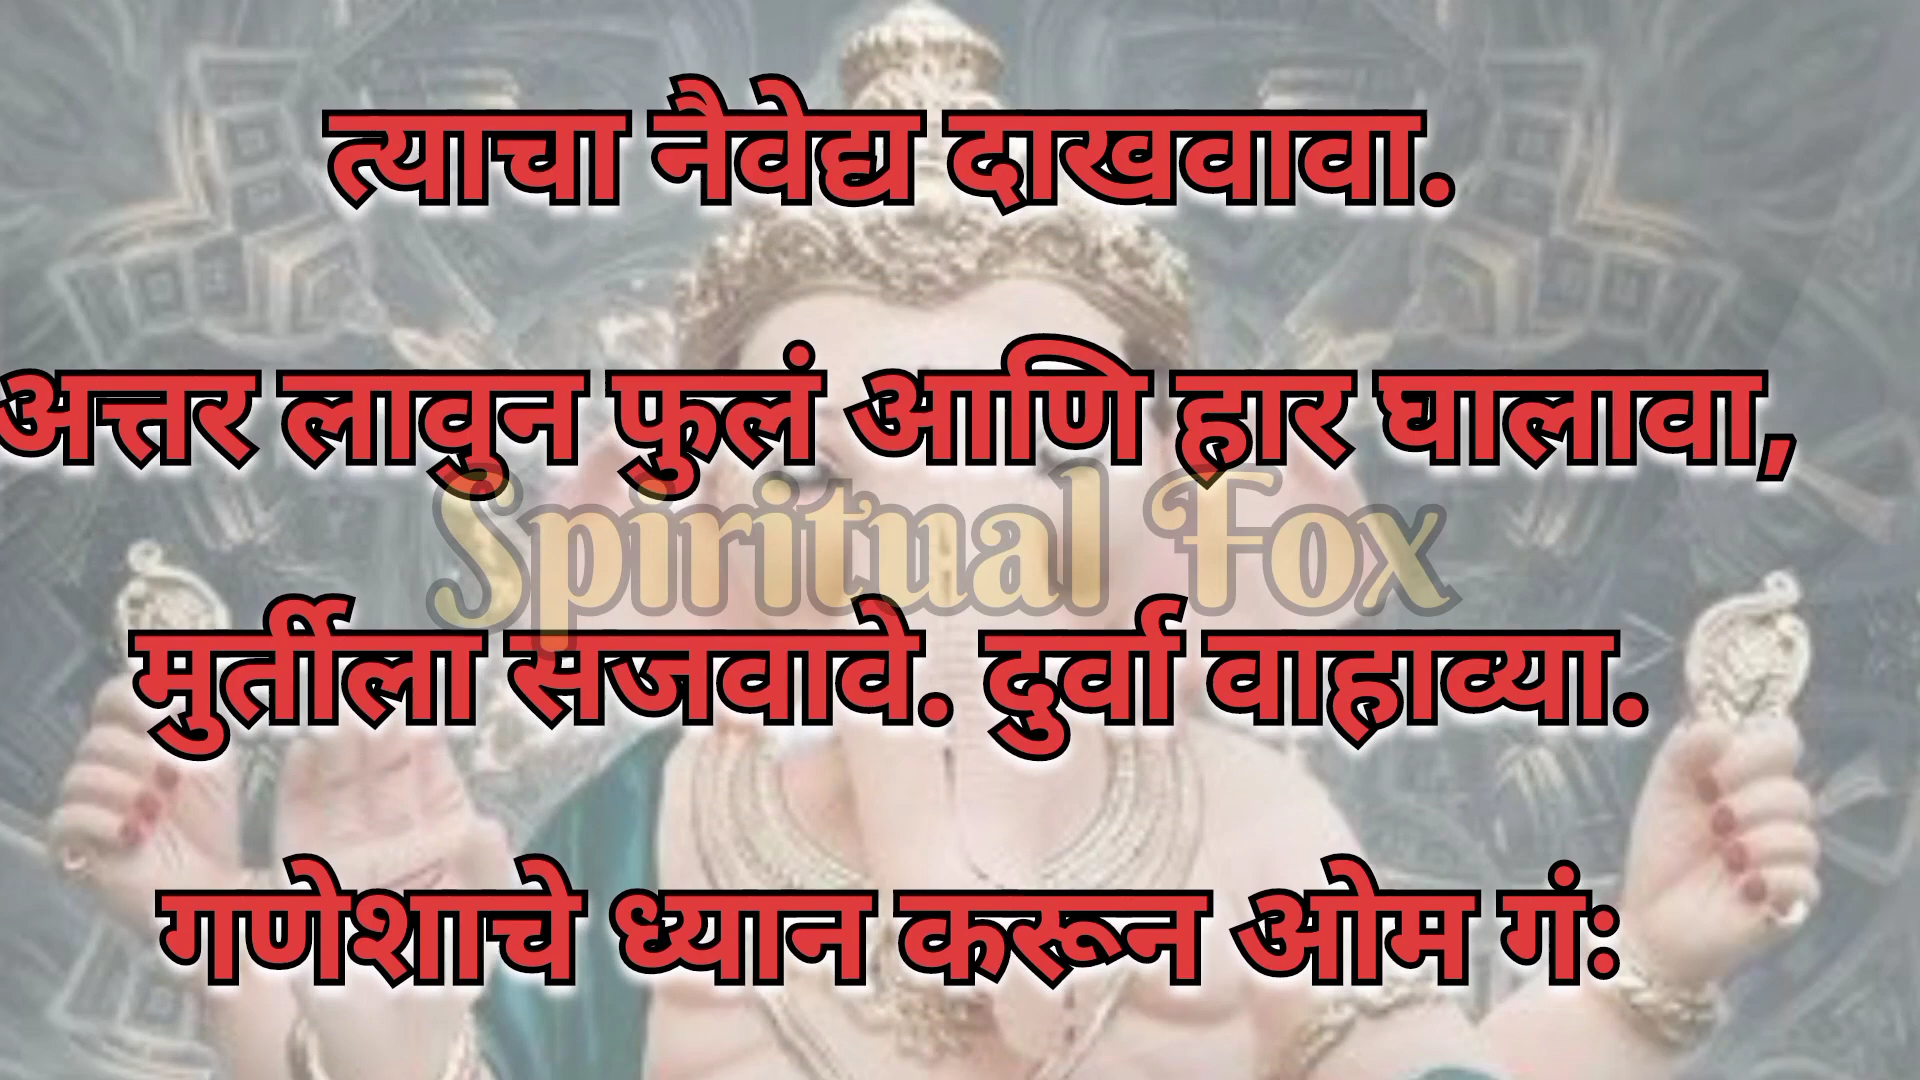 त्याचा नैवेद्य दाखवावा.
अत्तर लावुन फुलं आणि हार घालावा,
Spiritual Fox
मुर्तीला सजवावे. दुर्वा वाहाव्या.
गणेशाचे ध्यान करून ओम गंः